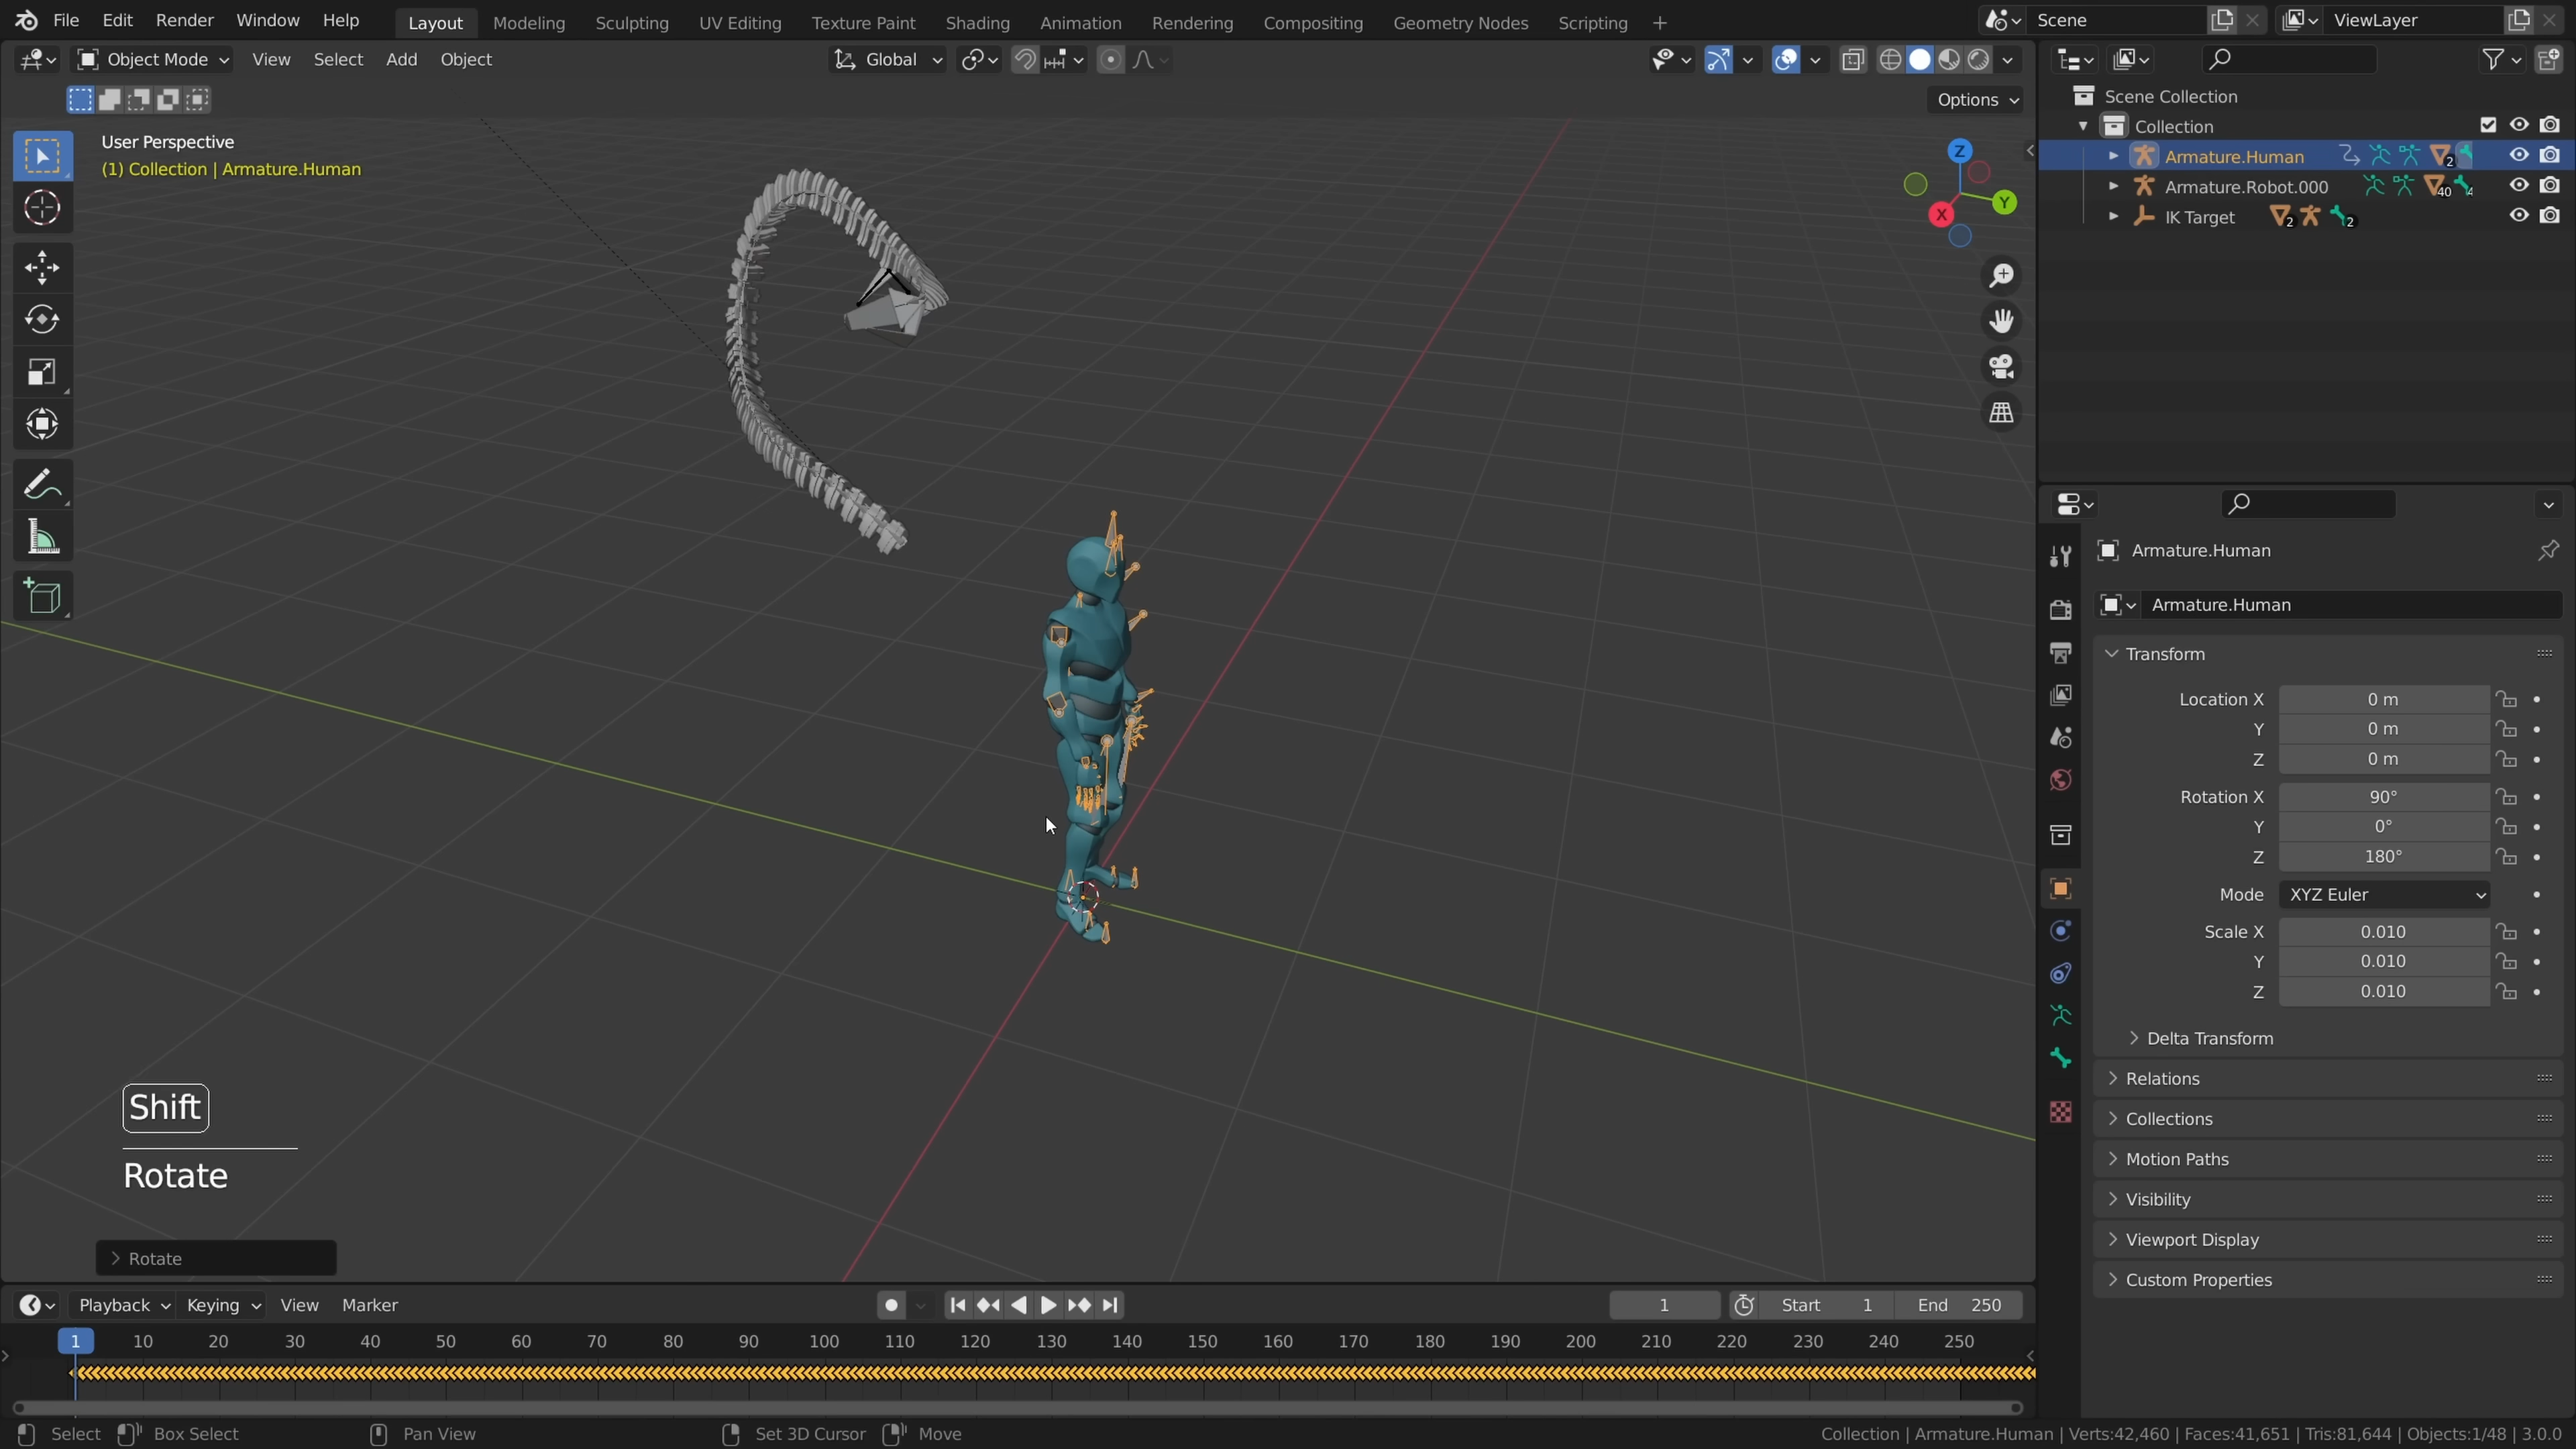 File Edit Render Window Help Layout Modeling Sculpting UV Editing Texture Paint Shading Animation Rendering Compositing Geometry Nodes Scripting + Scene ViewLayer
Object Mode View Select Add Object Global
Options
User Perspective
(1) Collection | Armature.Human
Z
Y
X
Scene Collection
Collection
Armature.Human 2
Armature.Robot.000 40
IK Target 2 2
Armature.Human
Armature.Human
Transform
Location X 0 m
Y 0 m
Z 0 m
Rotation X 90°
Y 0°
Z 180°
Mode XYZ Euler
Scale X 0.010
Y 0.010
Z 0.010
Delta Transform
Relations
Collections
Motion Paths
Visibility
Viewport Display
Custom Properties
Shift
Rotate
Rotate
Playback Keying View Marker 1 Start 1 End 250
1 10 20 30 40 50 60 70 80 90 100 110 120 130 140 150 160 170 180 190 200 210 220 230 240 250
Select Box Select Pan View Set 3D Cursor Move Collection | Armature.Human | Verts:42,460 | Faces:41,651 | Tris:81,644 | Objects:1/48 | 3.0.0